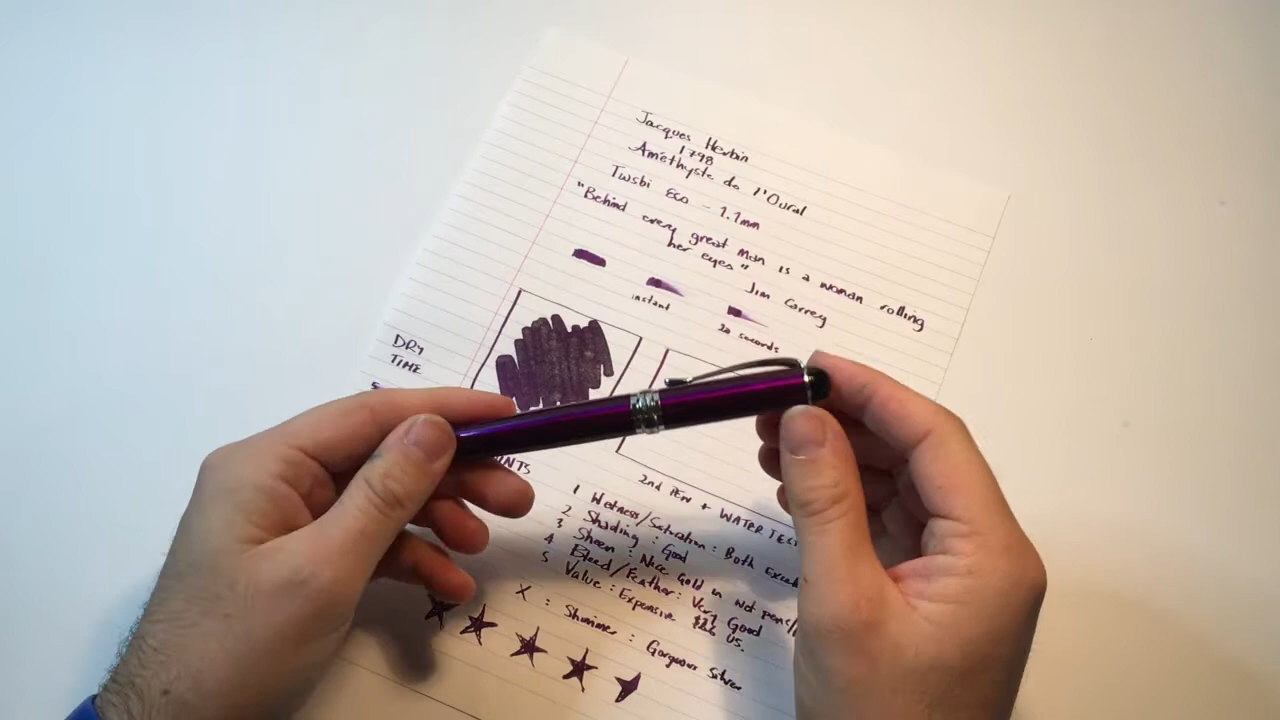 Jacques Herbin
1798
Améthyste de l'Oural
Twsbi Eco - 1.1mm
"Behind every great man is a woman rolling
her eyes"
Jim Carrey
instant
20 seconds
DRY
TIME
2nd PEN + WATER TEST
1 Wetness/Saturation : Both
2 Shading : Good
3 Sheen : Nice Gold in wet pens/
4 Bleed/Feather : Very Good
5 Value : Expensive $26 US.
X : Shimmer : Gorgeous Silver